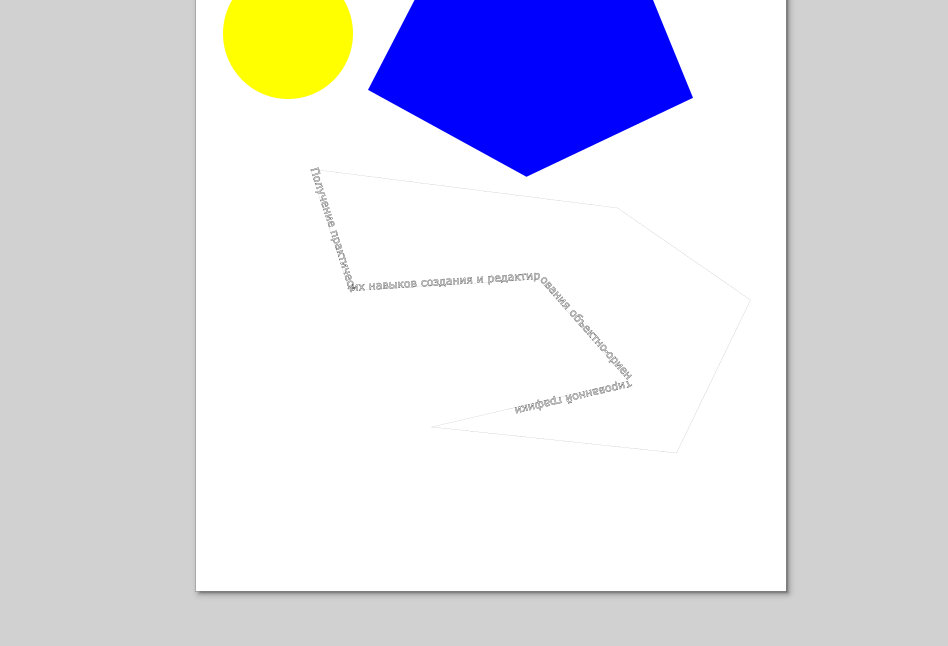 Получение практических навыков создания и редактирования объектно-ориентированной графики